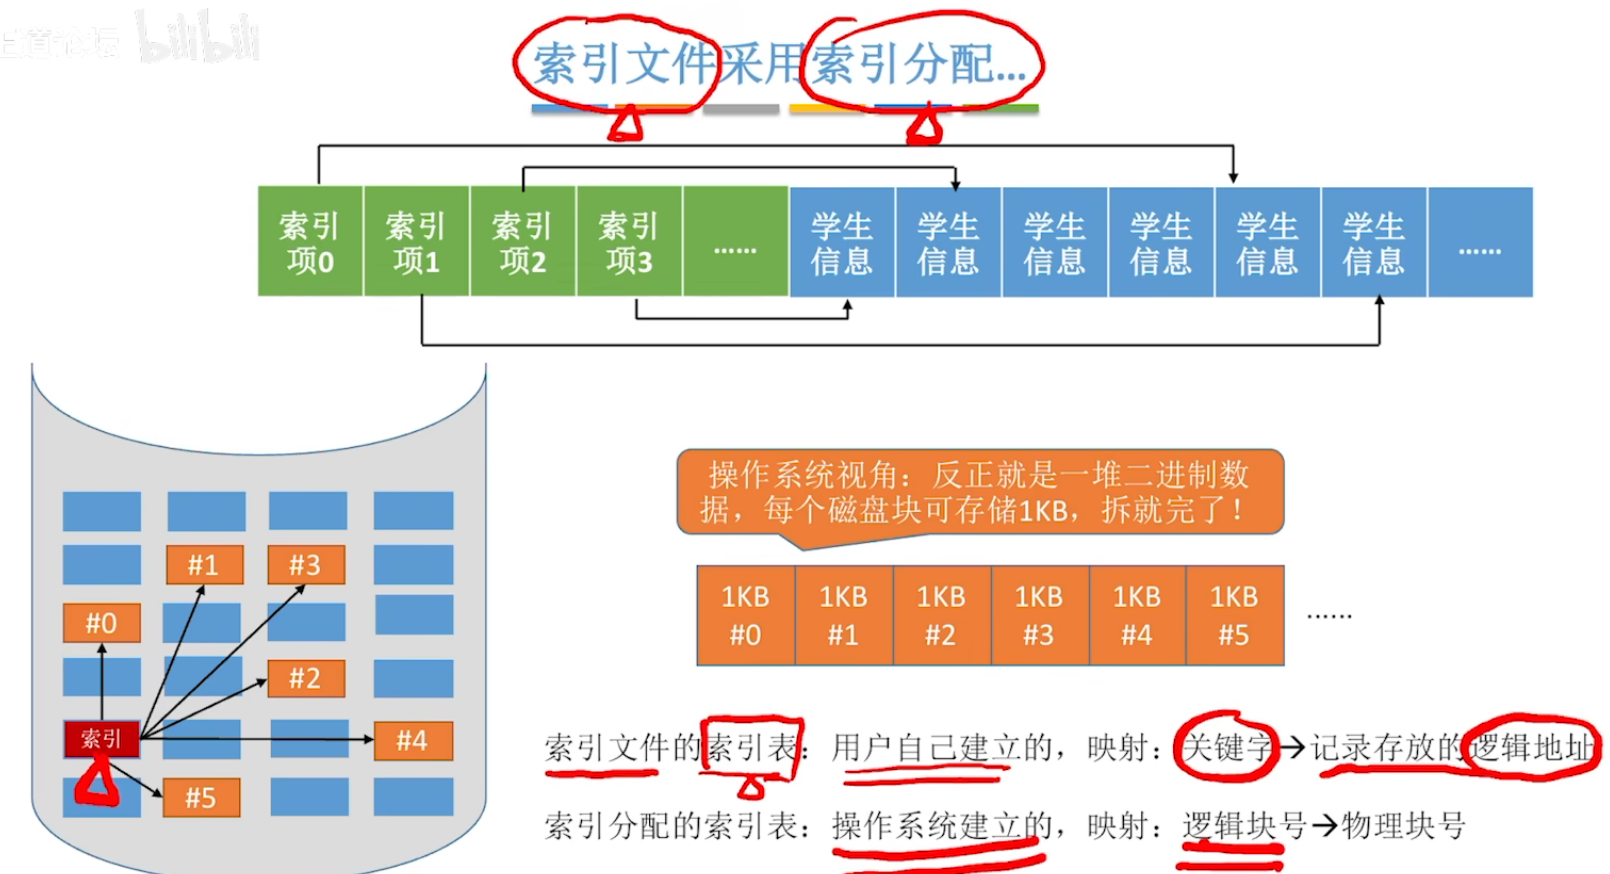 bilibili
索引文件采用索引分配...
索引
项0
索引
项1
索引
项2
索引
项3
……
学生
信息
学生
信息
学生
信息
学生
信息
学生
信息
学生
信息
……
操作系统视角：反正就是一堆二进制数
据，每个磁盘块可存储1KB，拆就完了！
#1
#3
#0
#2
索引
#4
#5
1KB
#0
1KB
#1
1KB
#2
1KB
#3
1KB
#4
1KB
#5
……
索引文件的索引表：用户自己建立的，映射：关键字→记录存放的逻辑地址
索引分配的索引表：操作系统建立的，映射：逻辑块号→物理块号